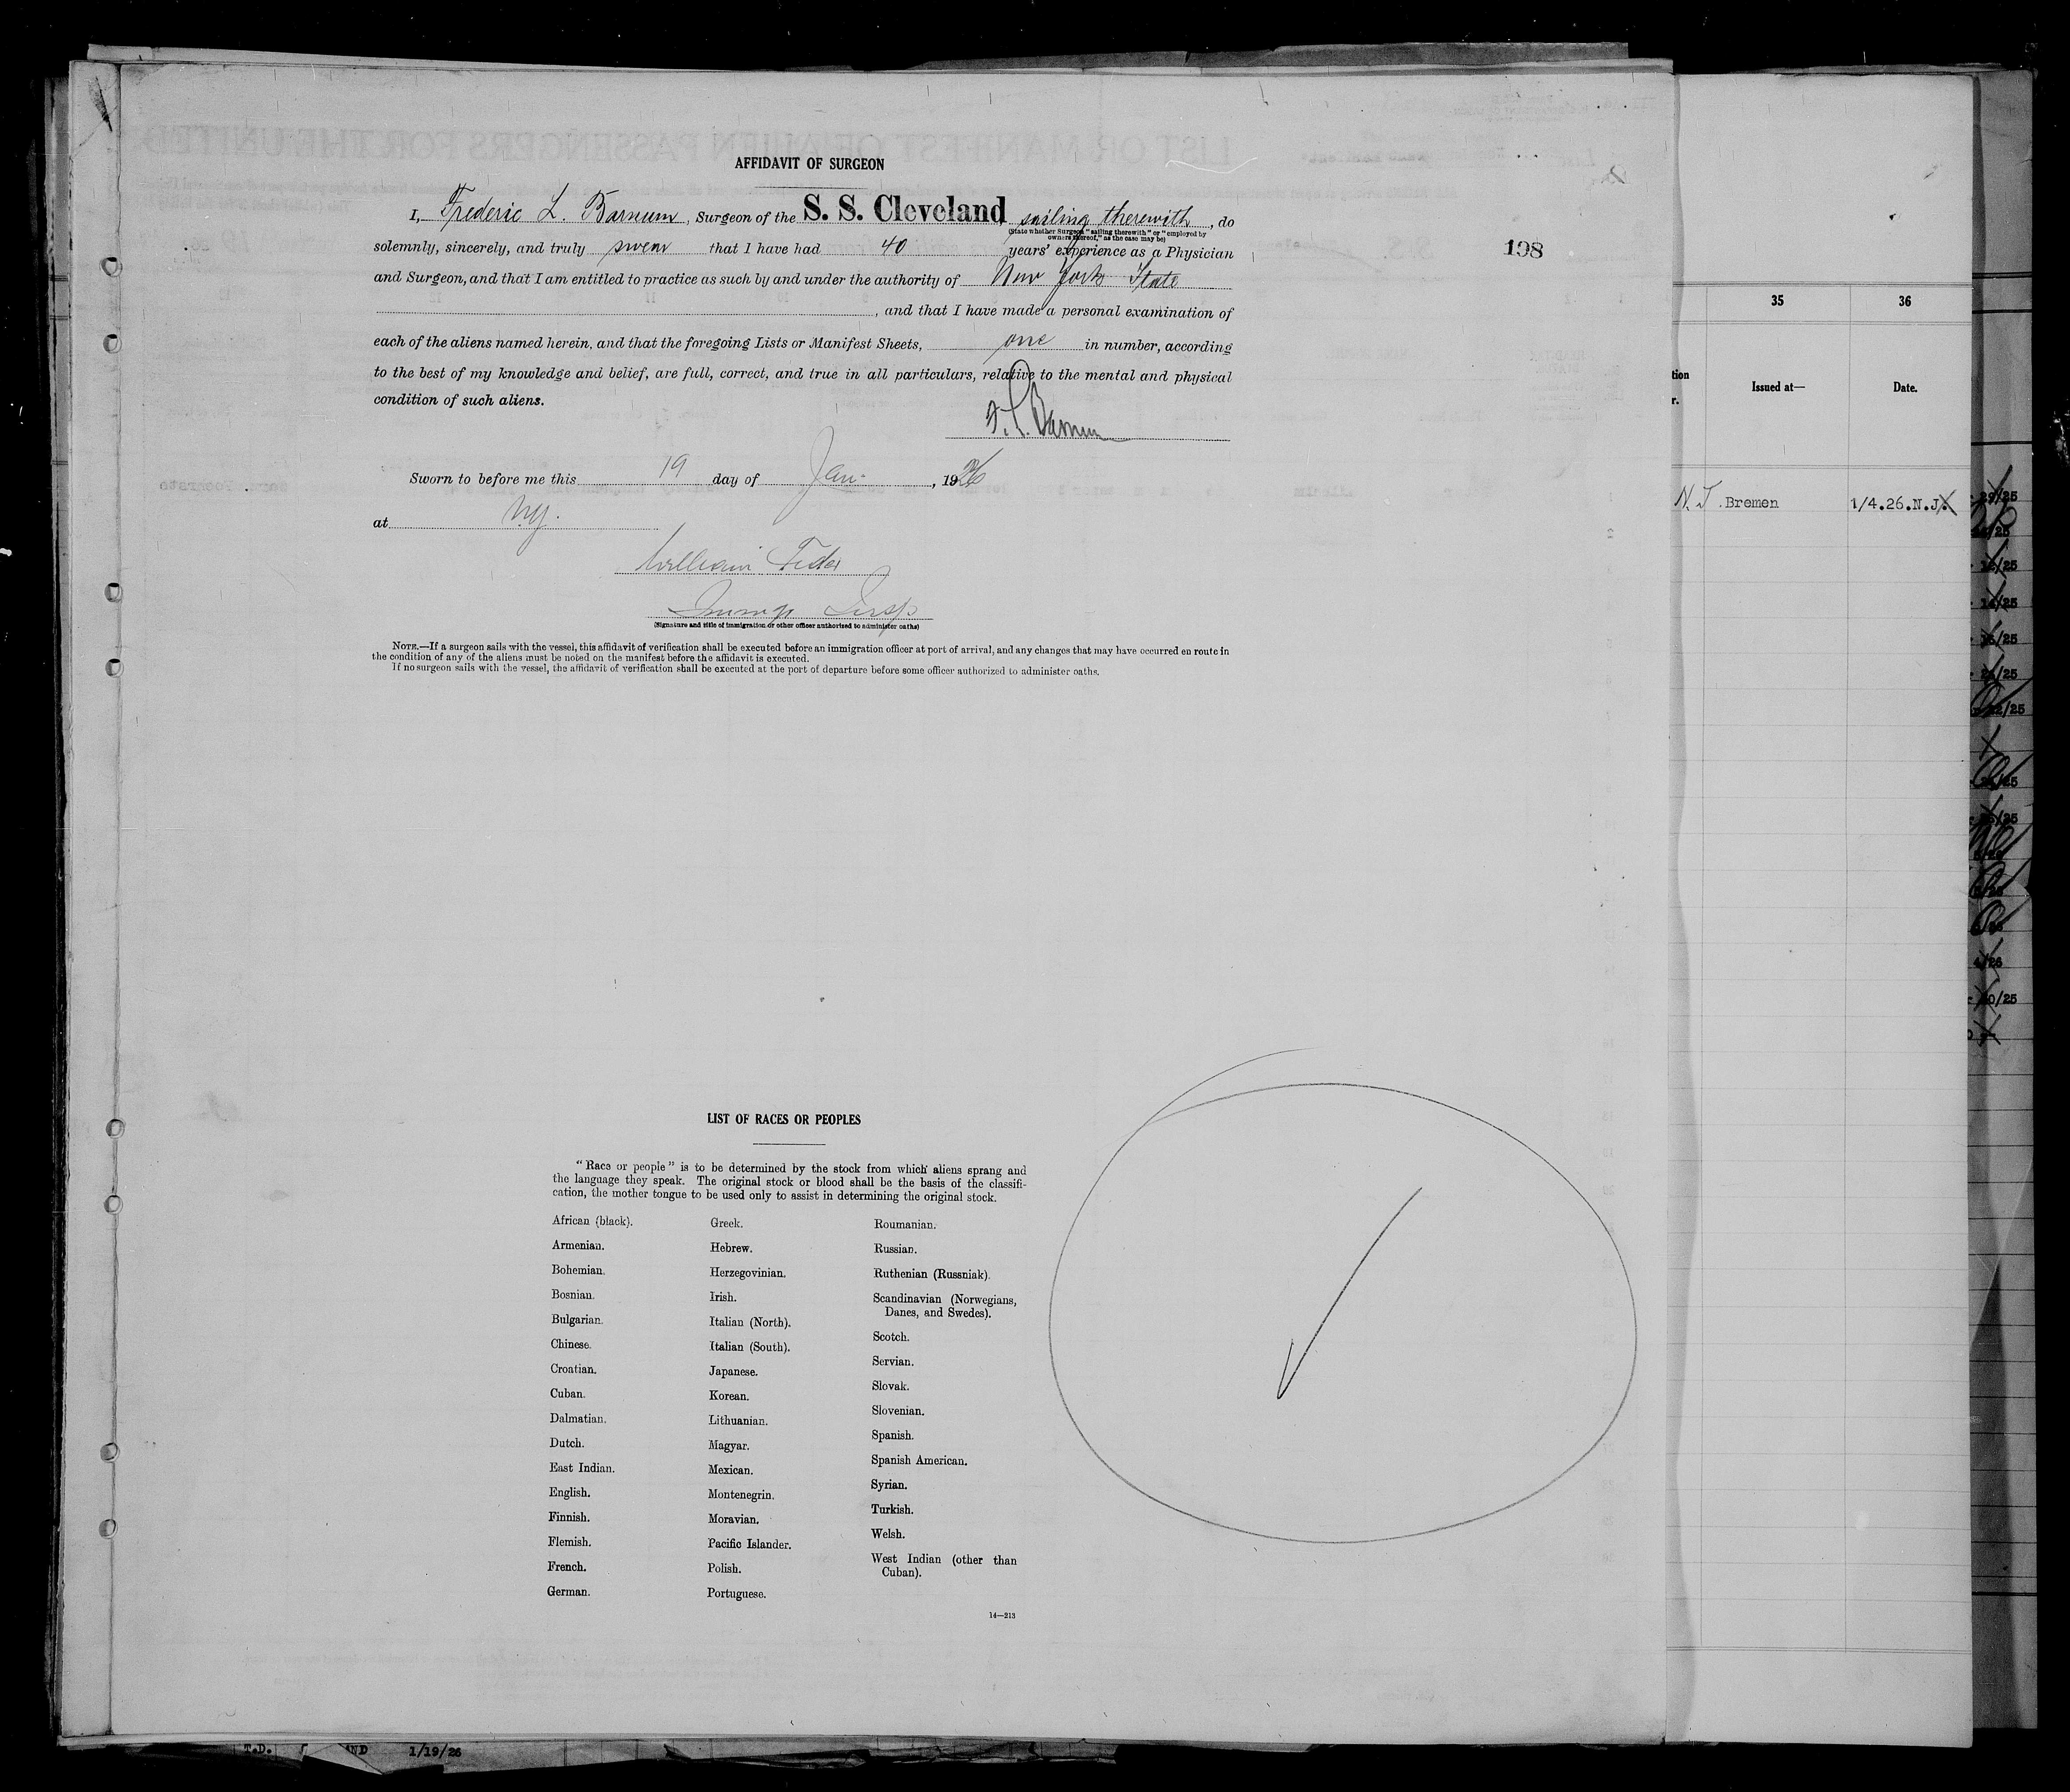 AFFIDAVIT OF SURGEON
I, Frederic L. Barnum, Surgeon of the S. S. Cleveland sailing therewith, do
(State whether Surgeon "sailing therewith" or "employed by
owners thereof," as the case may be)
solemnly, sincerely, and truly swear that I have had 40 years' experience as a Physician
and Surgeon, and that I am entitled to practice as such by and under the authority of New York State
, and that I have made a personal examination of
each of the aliens named herein, and that the foregoing Lists or Manifest Sheets, one in number, according
to the best of my knowledge and belief, are full, correct, and true in all particulars, relative to the mental and physical
condition of such aliens.
F. L. Barnum
Sworn to before me this 19 day of Jan., 1926
at N.Y.
William
Immig Insp
(Signature and title of immigration or other officer authorized to administer oaths)
NOTE.—If a surgeon sails with the vessel, this affidavit of verification shall be executed before an immigration officer at port of arrival, and any changes that may have occurred en route in
the condition of any of the aliens must be noted on the manifest before the affidavit is executed.
If no surgeon sails with the vessel, the affidavit of verification shall be executed at the port of departure before some officer authorized to administer oaths.
198
35
36
Issued at—
Date.
N. J. Bremen
1/4.26.N.J.
LIST OF RACES OR PEOPLES
"Race or people" is to be determined by the stock from which aliens sprang and
the language they speak. The original stock or blood shall be the basis of the classifi-
cation, the mother tongue to be used only to assist in determining the original stock.
African (black).
Armenian.
Bohemian.
Bosnian.
Bulgarian.
Chinese.
Croatian.
Cuban.
Dalmatian.
Dutch.
East Indian.
English.
Finnish.
Flemish.
French.
German.
Greek.
Hebrew.
Herzegovinian.
Irish.
Italian (North).
Italian (South).
Japanese.
Korean.
Lithuanian.
Magyar.
Mexican.
Montenegrin.
Moravian.
Pacific Islander.
Polish.
Portuguese.
Roumanian.
Russian.
Ruthenian (Russniak).
Scandinavian (Norwegians,
Danes, and Swedes).
Scotch.
Servian.
Slovak.
Slovenian.
Spanish.
Spanish American.
Syrian.
Turkish.
Welsh.
West Indian (other than
Cuban).
14—213
T.D.
1/19/26